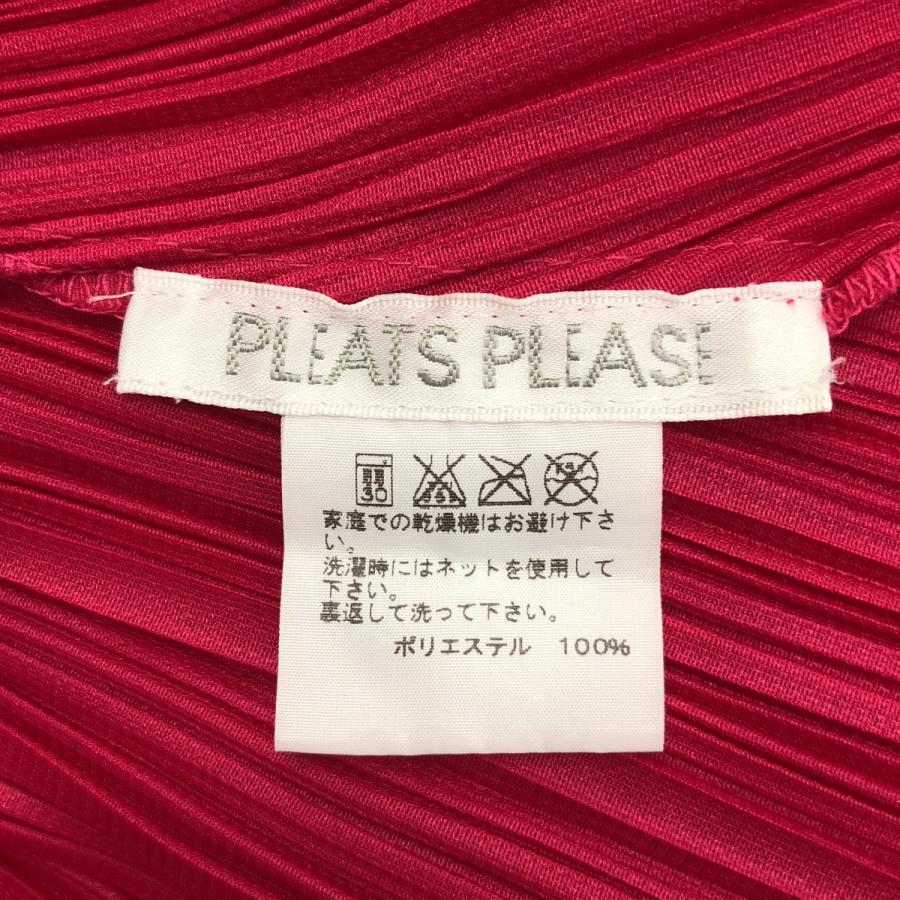 PLEATS PLEASE
30
家庭での乾燥機はお避け下さ
い。
洗濯時にはネットを使用して
下さい。
裏返して洗って下さい。
ポリエステル 100%